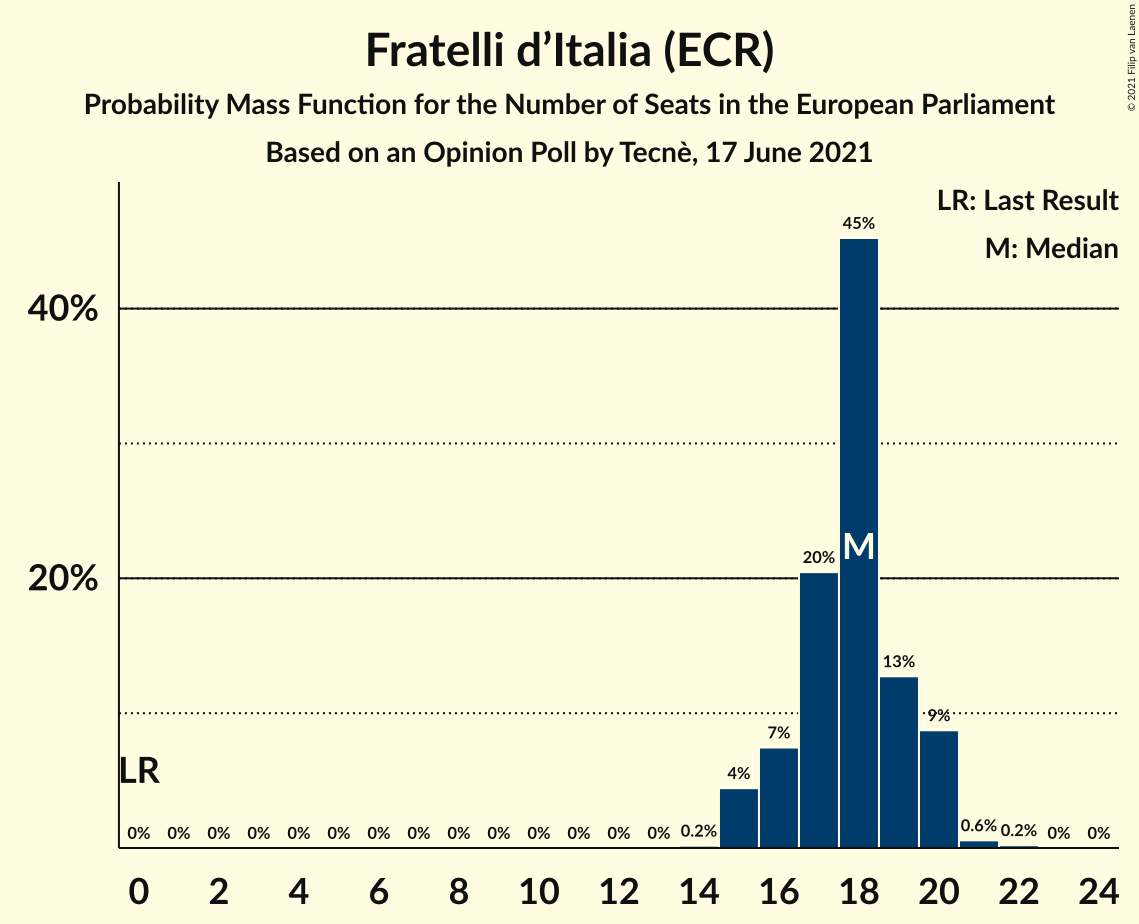 Fratelli d’Italia (ECR)
Probability Mass Function for the Number of Seats in the European Parliament
Based on an Opinion Poll by Tecnè, 17 June 2021
© 2021 Filip van Laenen
LR: Last Result
M: Median
45%
40%
M
20%
20%
13%
9%
7%
LR
4%
0% 0% 0% 0% 0% 0% 0% 0% 0% 0% 0% 0% 0% 0% 0.2% 0.6% 0.2% 0% 0%
0 2 4 6 8 10 12 14 16 18 20 22 24